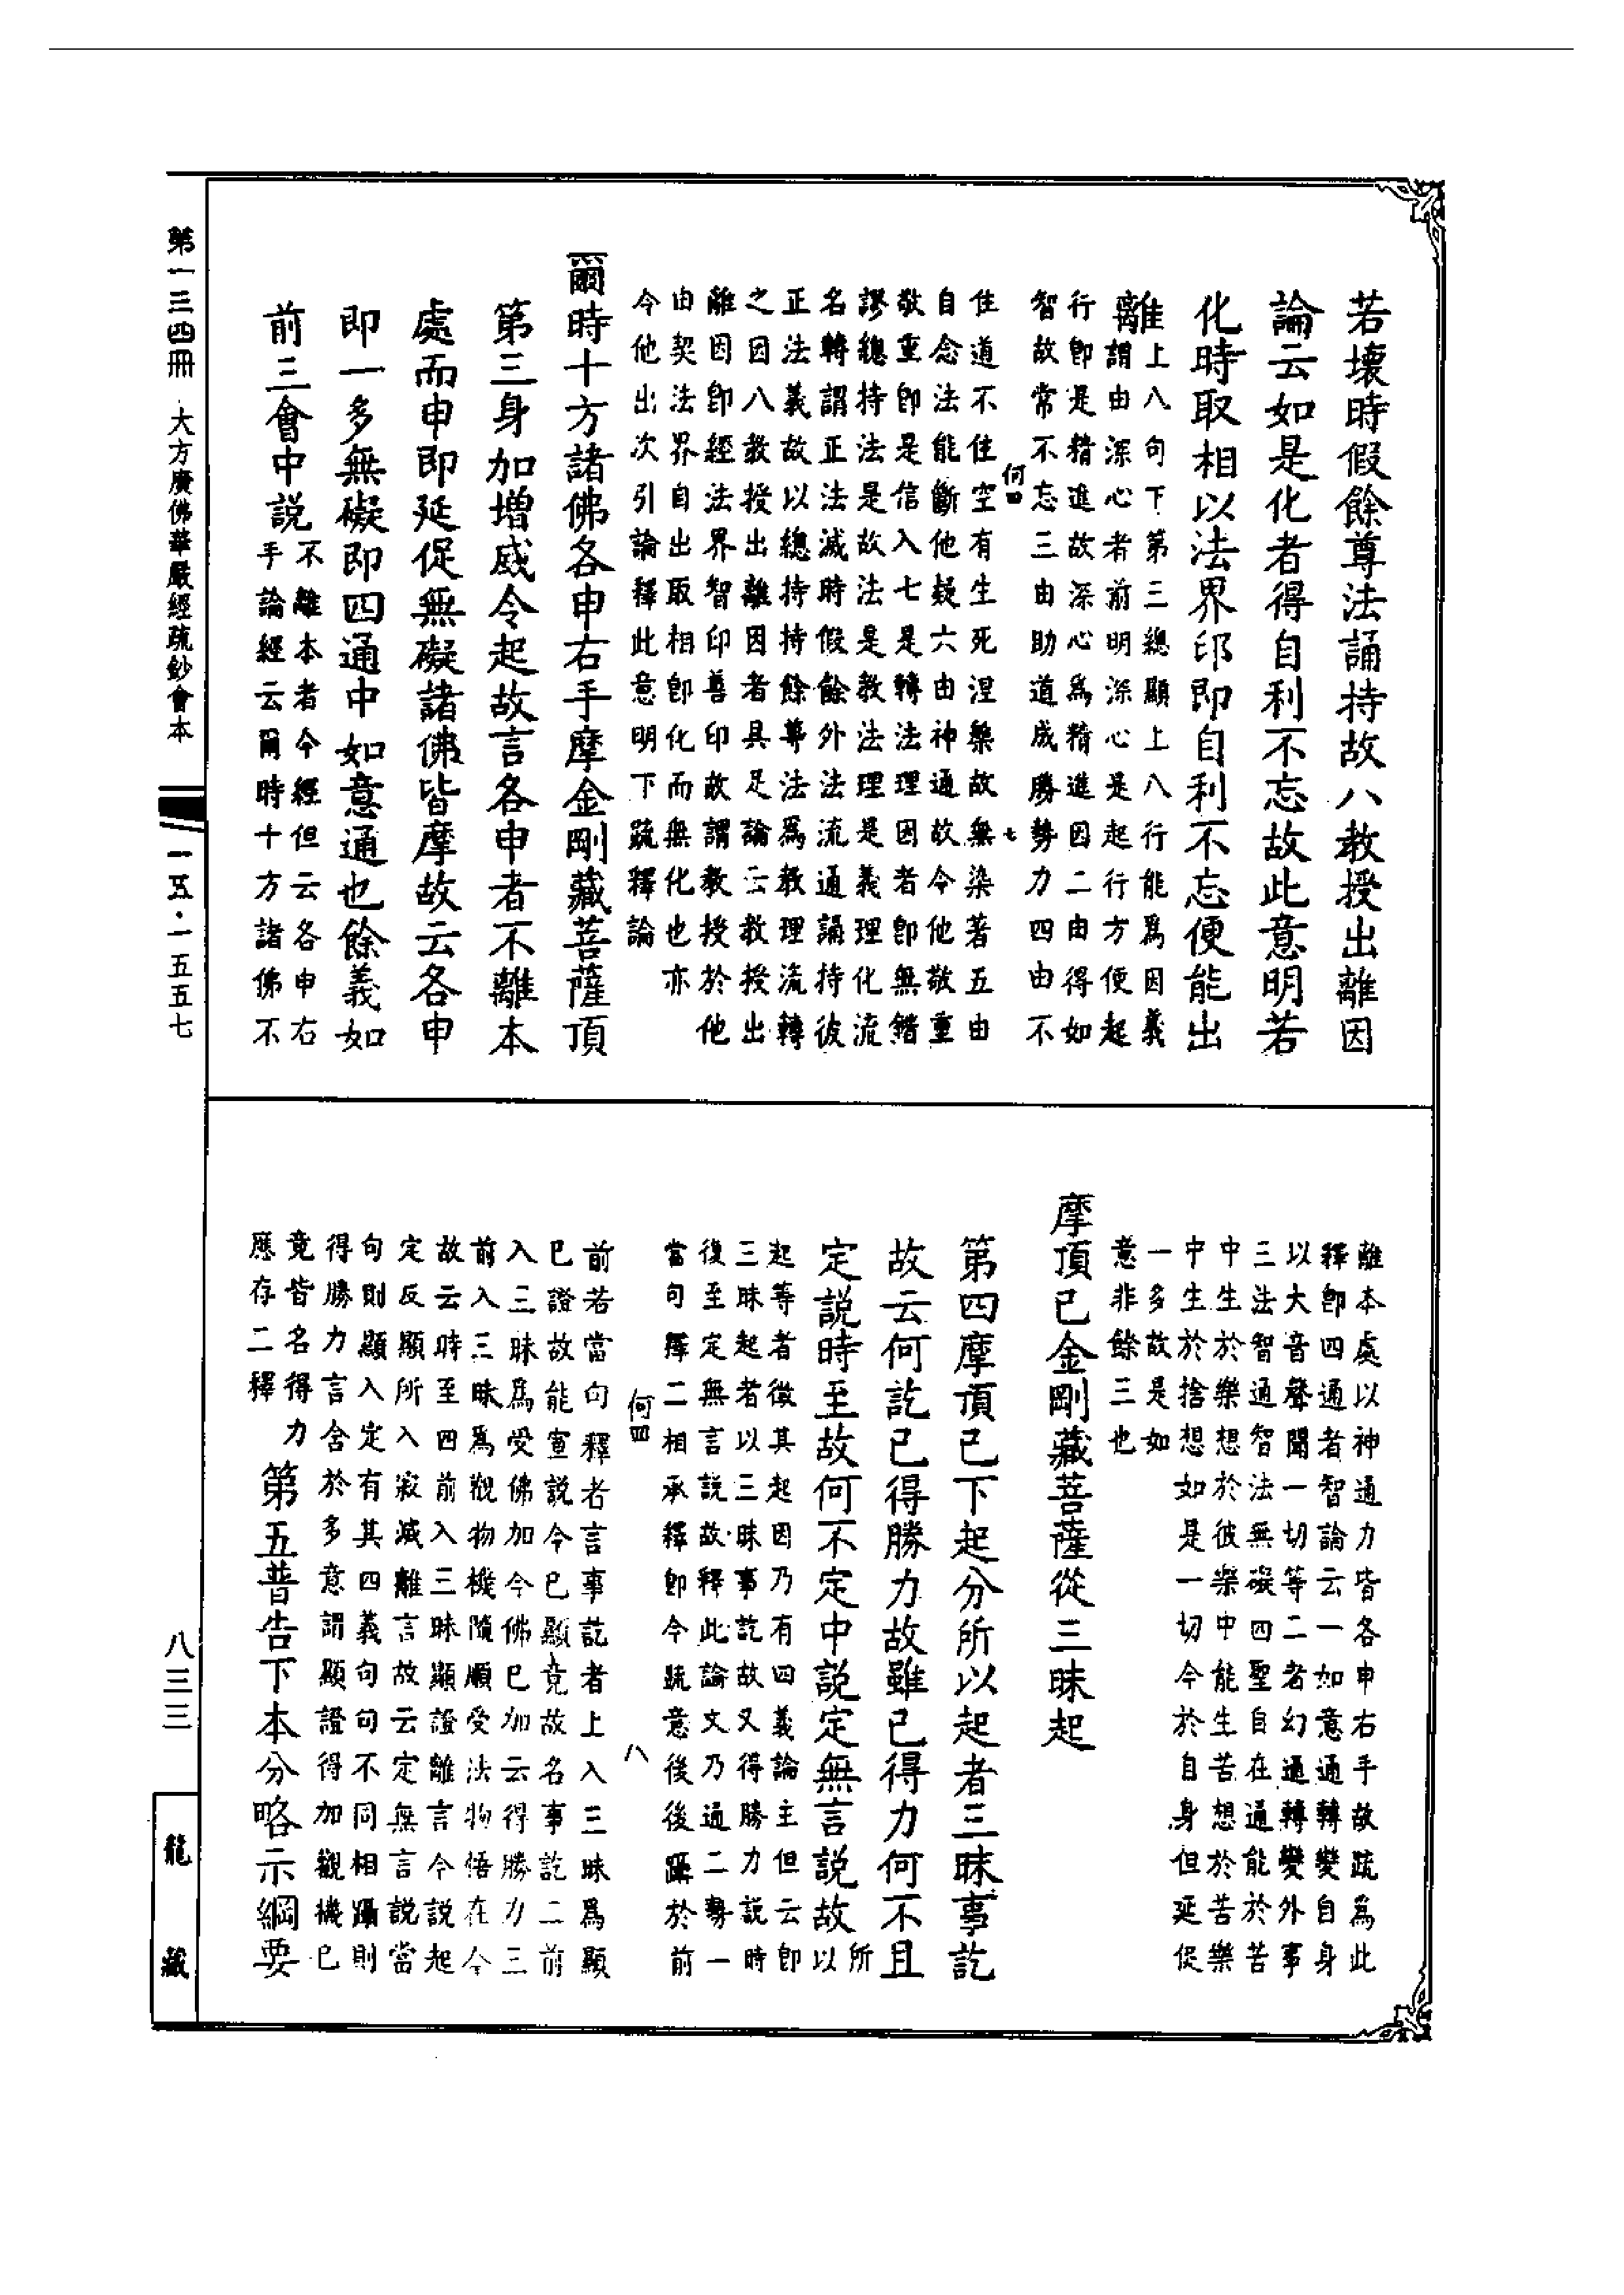 若壞時假餘尊法誦持故八教授出離因
論云如是化者得自利不忘故此意明若
化時取相以法界印即自利不忘便能出
離
上八句下第三總顯上八行能爲因義
謂由深心者前明深心是起行方便起
行即是精進故深心爲精進因二由得如
智故常不忘三由助道成勝勢力四由不
何四
七
住道不住空有生死涅槃故無染著五由
自念法能斷他疑六由神通故令他敬重
敬重即是信入七是轉法理因者即無錯
謬總持法是故法是教法理是義理化流
名轉謂正法滅時假餘外法流通誦持彼
正法義故以總持持餘尊法爲教理流轉
之因八教授出離因者具足論云教授出
離因即經法界智印善印故謂教授於他
由契法界自出取相即化而無化也亦
令他出次引論釋此意明下疏釋論
爾時十方諸佛各申右手摩金剛藏菩薩頂
第三身加增威令起故言各申者不離本
處而申即延促無礙諸佛皆摩故云各申
即一多無礙即四通中如意通也餘義如
前三會中説
不離本者今經但云各申右
手論經云爾時十方諸佛不
離本處以神通力皆各申右手故疏爲此
釋即四通者智論云一如意通轉變自身
以大音聲聞一切等二者幻通轉變外事
三法智通智法無礙四聖自在通能於苦
中生於樂想於彼樂中能生苦想於苦樂
中生於捨想如是一切今於自身但延促
一多故是如
意非餘三也
摩頂已金剛藏菩薩從三昧起
第四摩頂已下起分所以起者三昧事訖
故云何訖已得勝力故雖已得力何不且
定説時至故何不定中説定無言説故
所以
起等者徵其起因乃有四義論主但云即
三昧起者以三昧事訖故又得勝力説時
復至定無言説故釋此論文乃通二勢一
當句釋二相承釋即今疏意後後躡於前
何四
八
前若當句釋者言事訖者上入三昧爲顯
已證故能宣説今已顯竟故名事訖二前
入三昧爲受佛加今佛已加云得勝力三
前入三昧爲觀物機隨順受法物悟在今
故云時至四前入三昧顯證離言今説起
定反顯所入寂滅離言故云定無言説當
句則顯入定有其四義句句不同相躡則
得勝力言含於多意謂顯證得加觀機已
竟皆名得力
應存二釋
第五普告下本分略示綱要
第一三四冊 大方廣佛華嚴經疏鈔會本
一五·一五五七
八三三
龍藏